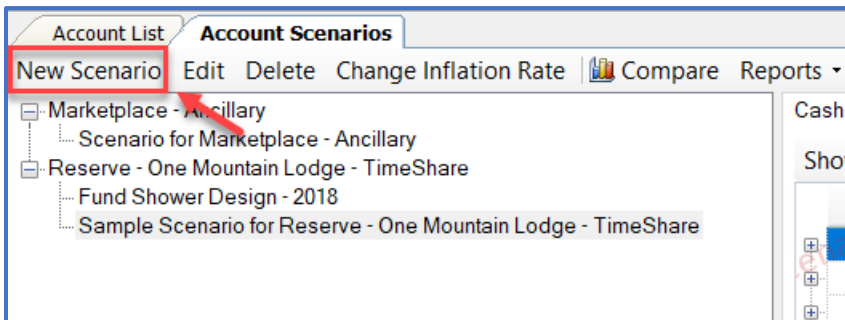 Account List Account Scenarios
New Scenario Edit Delete Change Inflation Rate Compare Reports
Marketplace - Ancillary
Scenario for Marketplace - Ancillary
Reserve - One Mountain Lodge - TimeShare
Fund Shower Design - 2018
Sample Scenario for Reserve - One Mountain Lodge - TimeShare
Cash